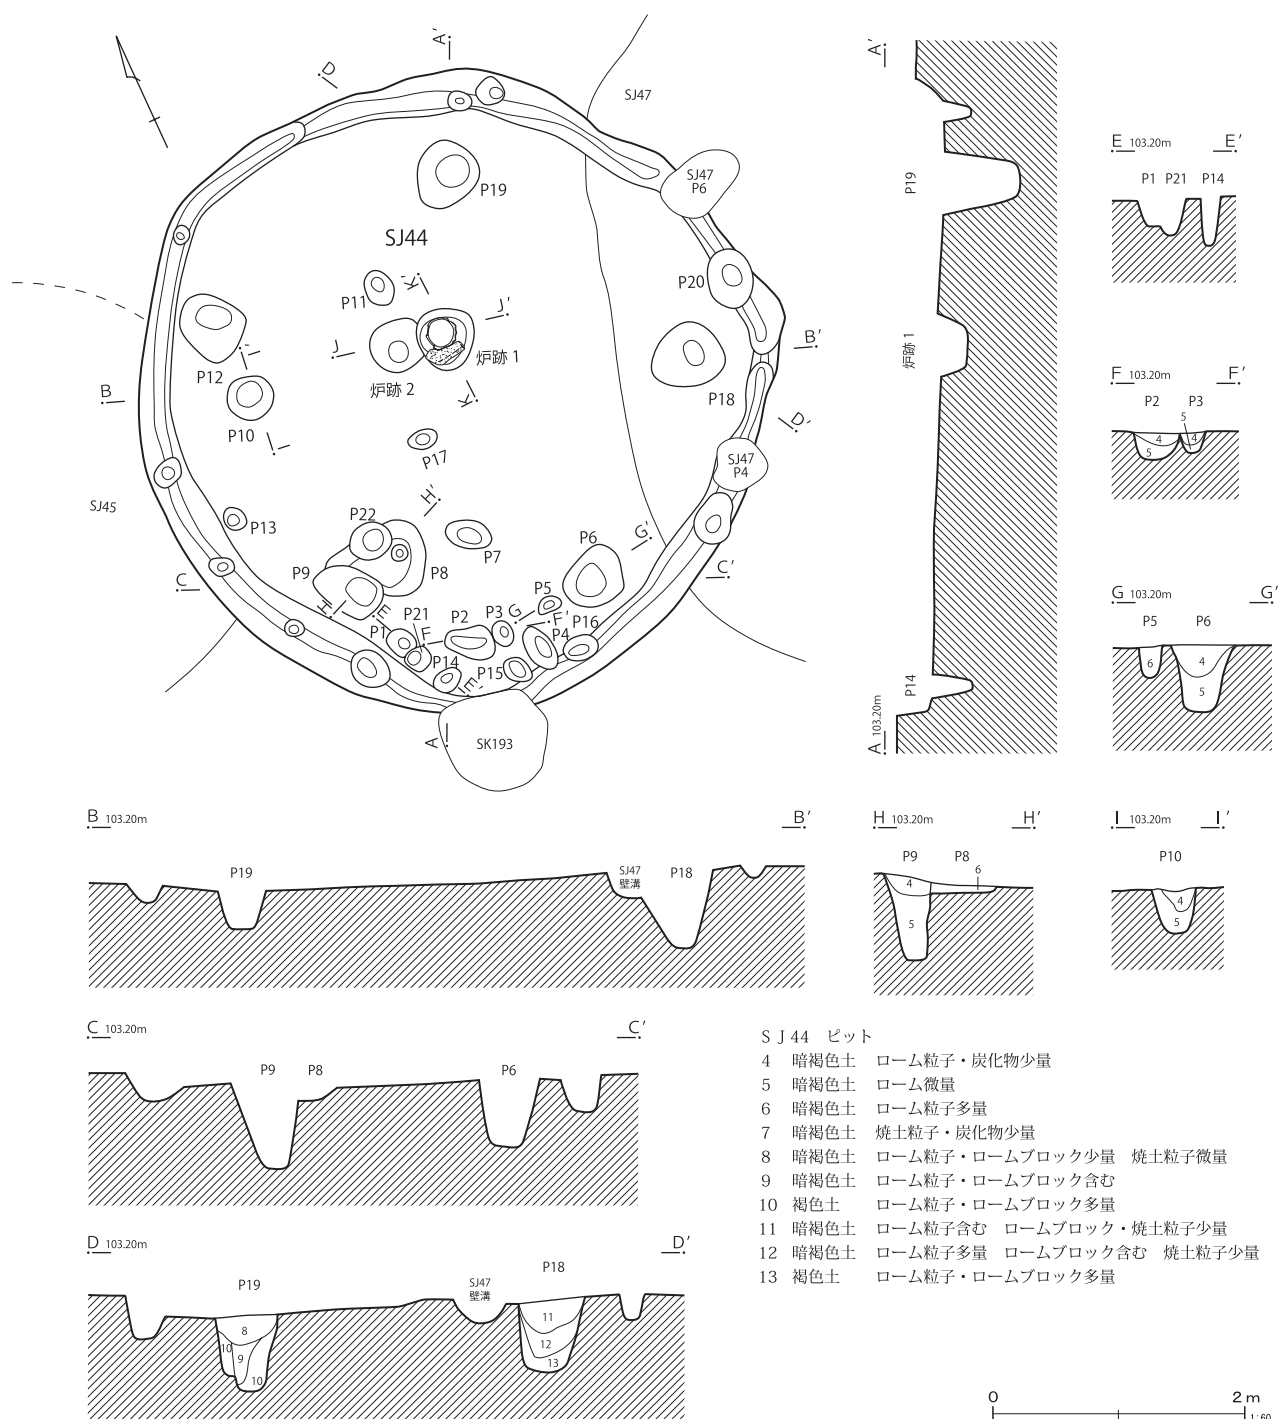 A′
D
SJ47
SJ47
P6
P19
SJ44
P20
K′
P11
J′
J
炉跡 1
炉跡 2
B′
P12
I′
B
P10
I
K
P18
D′
P17
SJ47
P4
SJ45
H′
P13
P22
P7
G′
P6
C
P9
P8
C′
H
E
P21
P5
G
F′
P1
F
P2
P3
P4
P16
P14
E′
P15
A
SK193
A′
P19
炉跡 1
P14
A 103.20m
E 103.20m E′
P1 P21 P14
F 103.20m F′
P2 P3
5
4 4
5
G 103.20m G′
P5 P6
6 4
5
B 103.20m B′
P19 SJ47 壁溝 P18
H 103.20m H′
P9 P8
6
4
5
I 103.20m I′
P10
4
5
C 103.20m C′
P9 P8 P6
D 103.20m D′
P19 SJ47 壁溝 P18
8 11
10 9 12
10 13
ＳＪ44　ピット
4　暗褐色土　ローム粒子・炭化物少量
5　暗褐色土　ローム微量
6　暗褐色土　ローム粒子多量
7　暗褐色土　焼土粒子・炭化物少量
8　暗褐色土　ローム粒子・ロームブロック少量　焼土粒子微量
9　暗褐色土　ローム粒子・ロームブロック含む
10　褐色土　ローム粒子・ロームブロック多量
11　暗褐色土　ローム粒子含む　ロームブロック・焼土粒子少量
12　暗褐色土　ローム粒子多量　ロームブロック含む　焼土粒子少量
13　褐色土　ローム粒子・ロームブロック多量
0 2 m
1:60